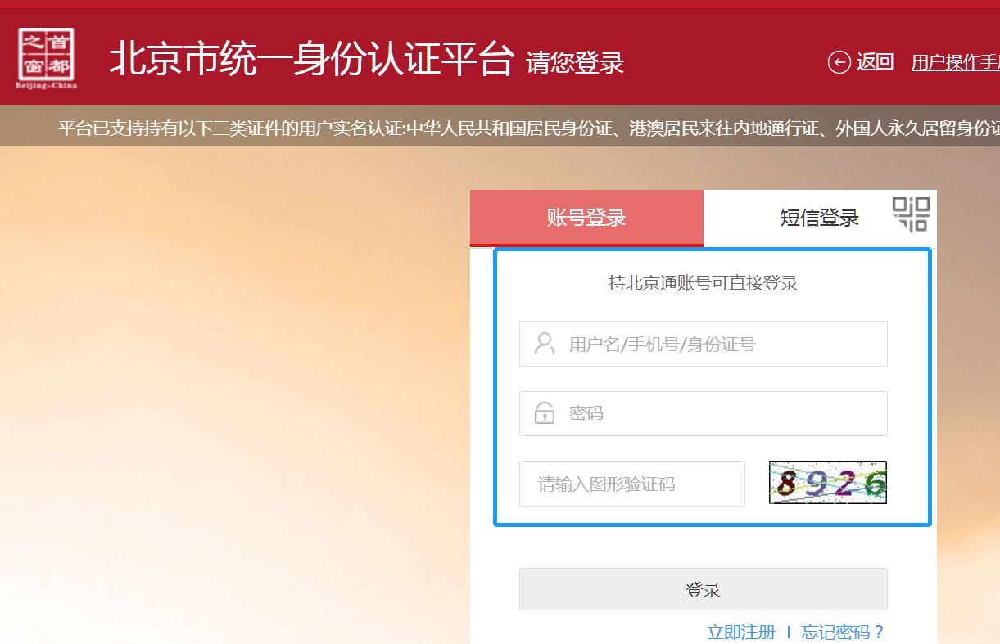 首都之窗
Beijing-China
北京市统一身份认证平台 请您登录
返回 用户操作手
平台已支持持有以下三类证件的用户实名认证:中华人民共和国居民身份证、港澳居民来往内地通行证、外国人永久居留身份证
账号登录 短信登录
持北京通账号可直接登录
用户名/手机号/身份证号
密码
请输入图形验证码 8926
登录
立即注册 | 忘记密码？